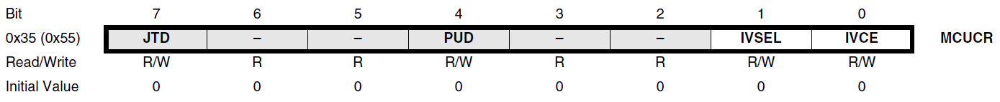 Bit 7 6 5 4 3 2 1 0
0x35 (0x55) JTD – – PUD – – IVSEL IVCE MCUCR
Read/Write R/W R R R/W R R R/W R/W
Initial Value 0 0 0 0 0 0 0 0